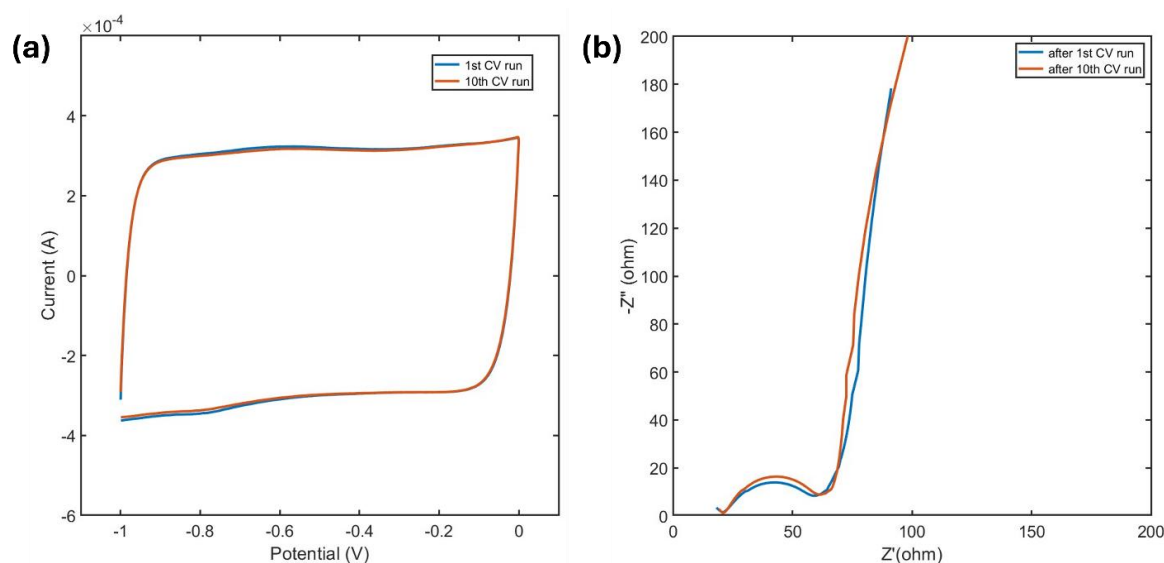 (a)
×10⁻⁴
1st CV run
10th CV run
4
2
0
-2
-4
-6
Current (A)
-1
-0.8
-0.6
-0.4
-0.2
0
Potential (V)
(b)
after 1st CV run
after 10th CV run
200
180
160
140
120
100
80
60
40
20
0
-Z" (ohm)
0
50
100
150
200
Z'(ohm)